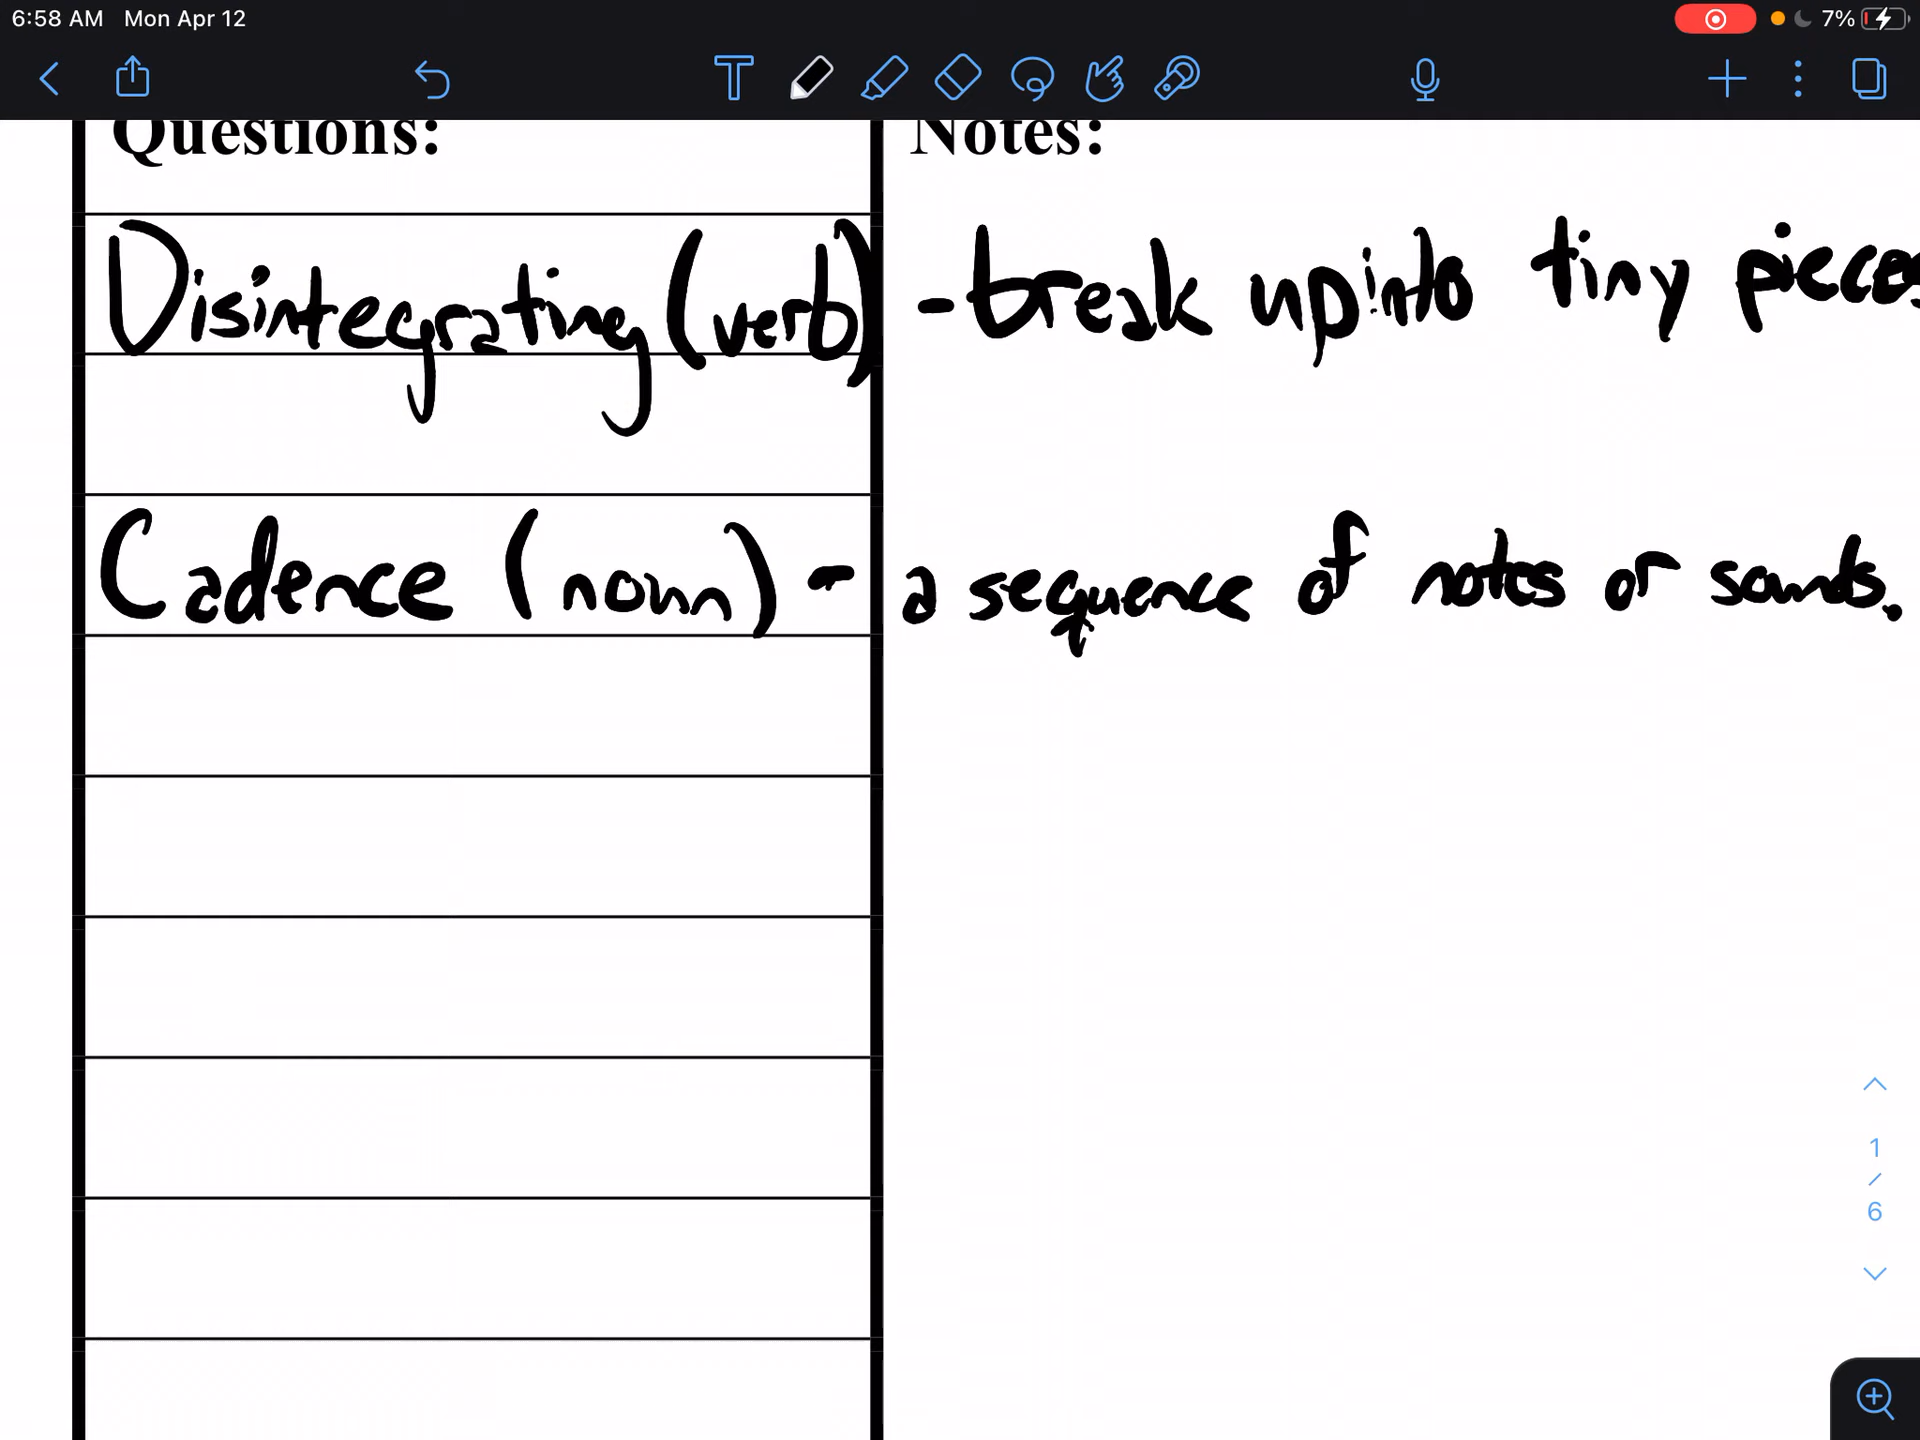 6:58 AM Mon Apr 12 7%
Questions: Notes:
Disintegrating (verb) - break up into tiny pieces
Cadence (noun) - a sequence of notes or sounds.
1
/
6